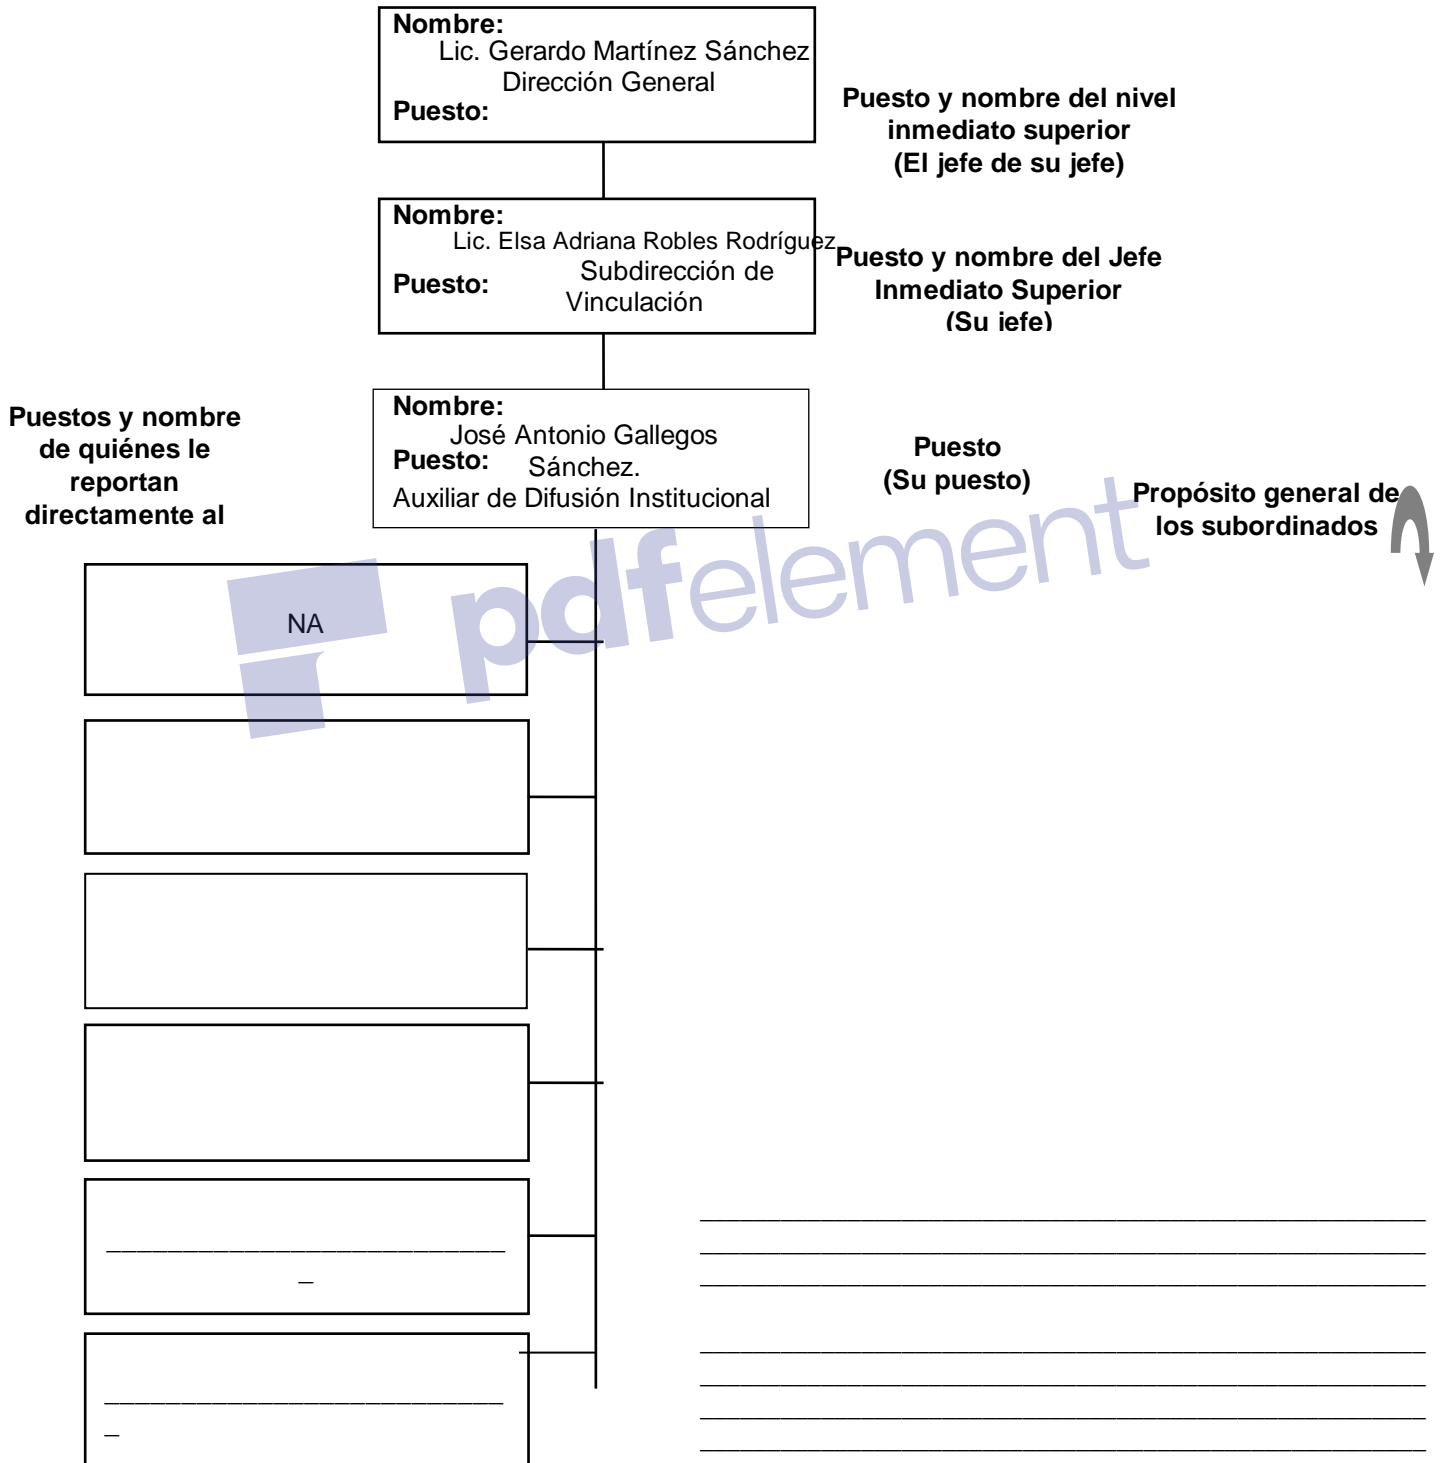 Nombre:
Lic. Gerardo Martínez Sánchez
Dirección General
Puesto:
Puesto y nombre del nivel
inmediato superior
(El jefe de su jefe)
Nombre:
Lic. Elsa Adriana Robles Rodríguez
Puesto: Subdirección de
Vinculación
Puesto y nombre del Jefe
Inmediato Superior
(Su jefe)
Puestos y nombre
de quiénes le
reportan
directamente al
Nombre:
José Antonio Gallegos
Puesto: Sánchez.
Auxiliar de Difusión Institucional
Puesto
(Su puesto)
Propósito general de
los subordinados
pdfelement
NA